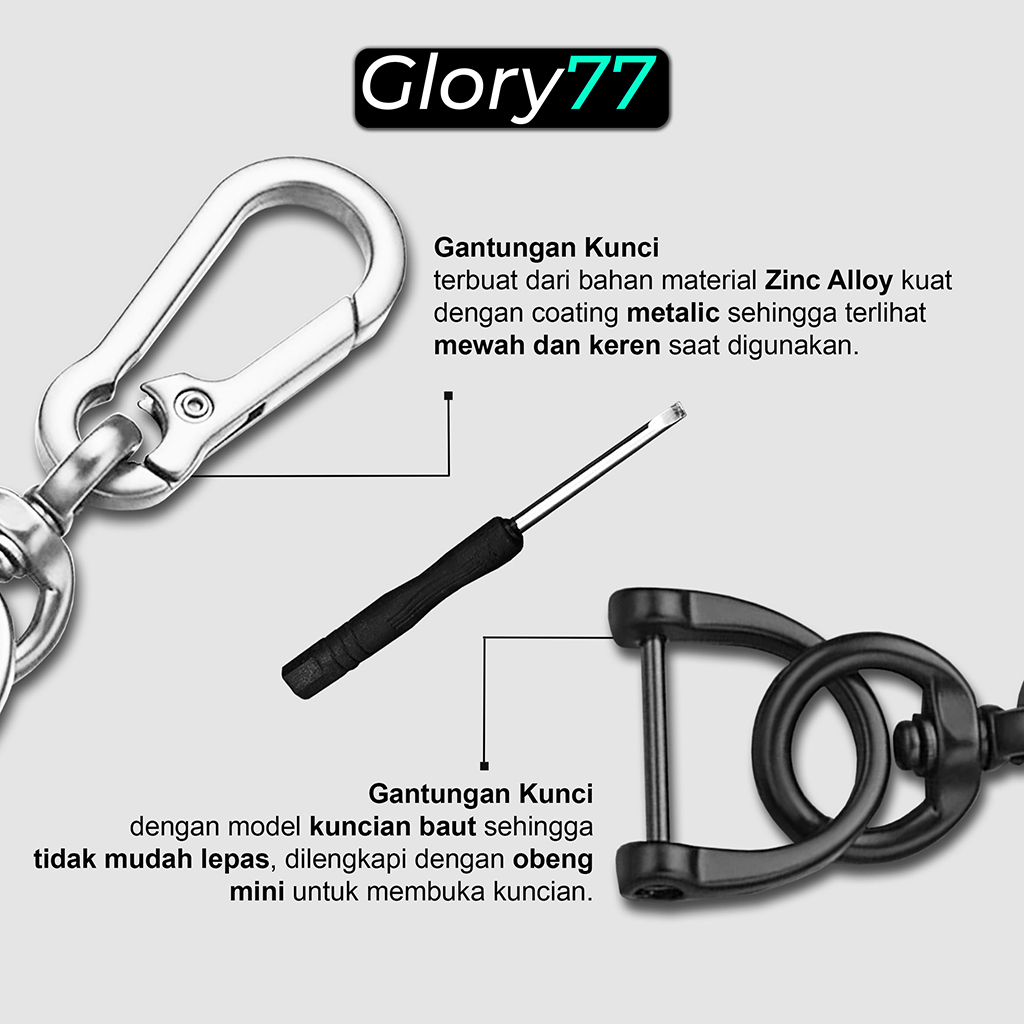 Glory77
Gantungan Kunci
terbuat dari bahan material Zinc Alloy kuat
dengan coating metalic sehingga terlihat
mewah dan keren saat digunakan.
Gantungan Kunci
dengan model kuncian baut sehingga
tidak mudah lepas, dilengkapi dengan obeng
mini untuk membuka kuncian.